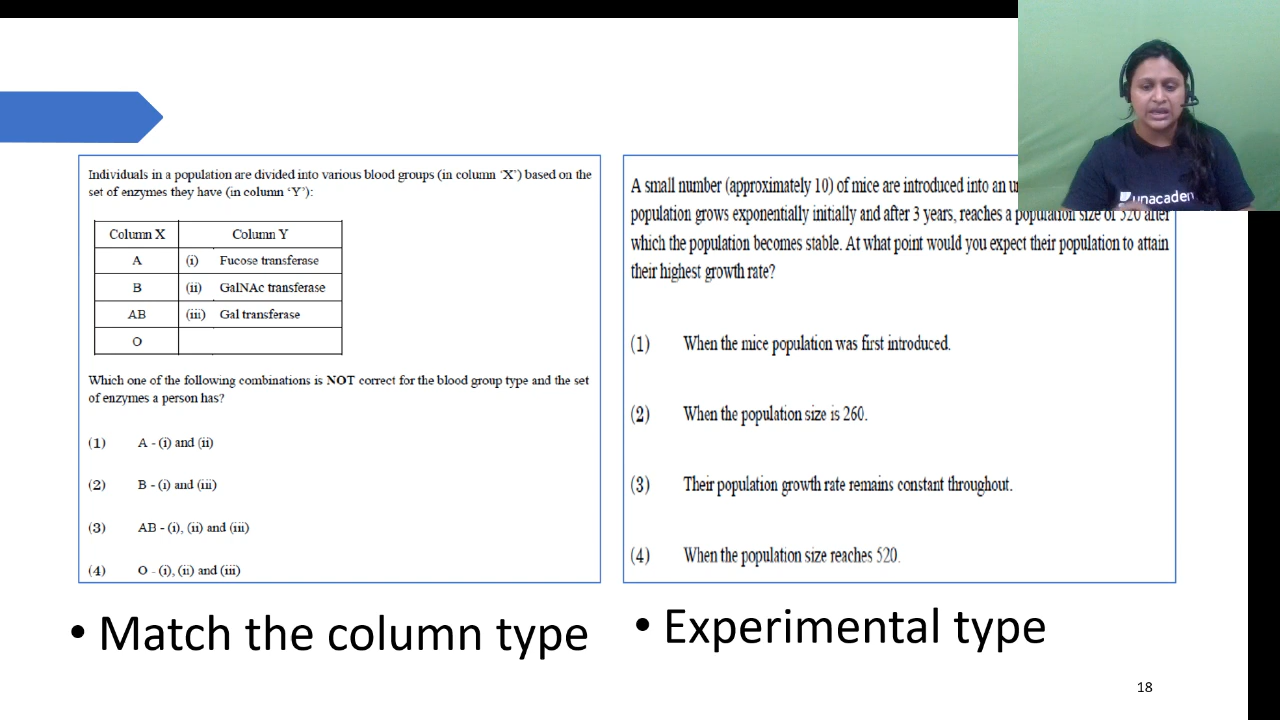 Individuals in a population are divided into various blood groups (in column ‘X’) based on the
set of enzymes they have (in column ‘Y’):
Column X Column Y
A (i) Fucose transferase
B (ii) GalNAc transferase
AB (iii) Gal transferase
O
Which one of the following combinations is NOT correct for the blood group type and the set
of enzymes a person has?
(1) A - (i) and (ii)
(2) B - (i) and (iii)
(3) AB - (i), (ii) and (iii)
(4) O - (i), (ii) and (iii)
• Match the column type
A small number (approximately 10) of mice are introduced into an
population grows exponentially initially and after 3 years, reaches a population size of 520 after
which the population becomes stable. At what point would you expect their population to attain
their highest growth rate?
(1) When the mice population was first introduced.
(2) When the population size is 260.
(3) Their population growth rate remains constant throughout.
(4) When the population size reaches 520.
• Experimental type
unacademy
18